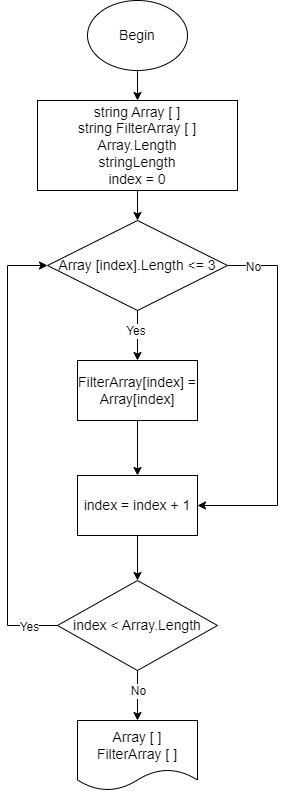 Begin
string Array [ ]
string FilterArray [ ]
Array.Length
stringLength
index = 0
Array [index].Length <= 3
No
Yes
FilterArray[index] =
Array[index]
index = index + 1
index < Array.Length
Yes
No
Array [ ]
FilterArray [ ]